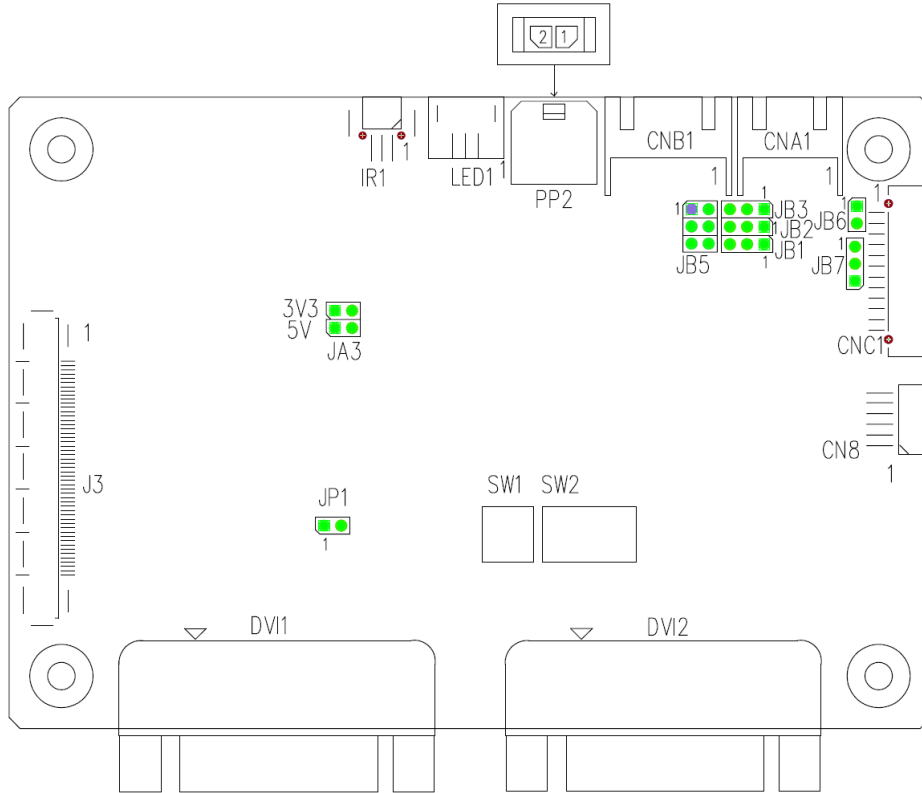 2 1
CNB1 CNA1
1
IR1
LED1 1
PP2
1 1 1
1 JB3 1
1 JB2 JB6
JB1 1
JB5 1 JB7
3V3
5V
JA3
1
CNC1
CN8
J3
1
SW1 SW2
JP1
1
DVI1 DVI2